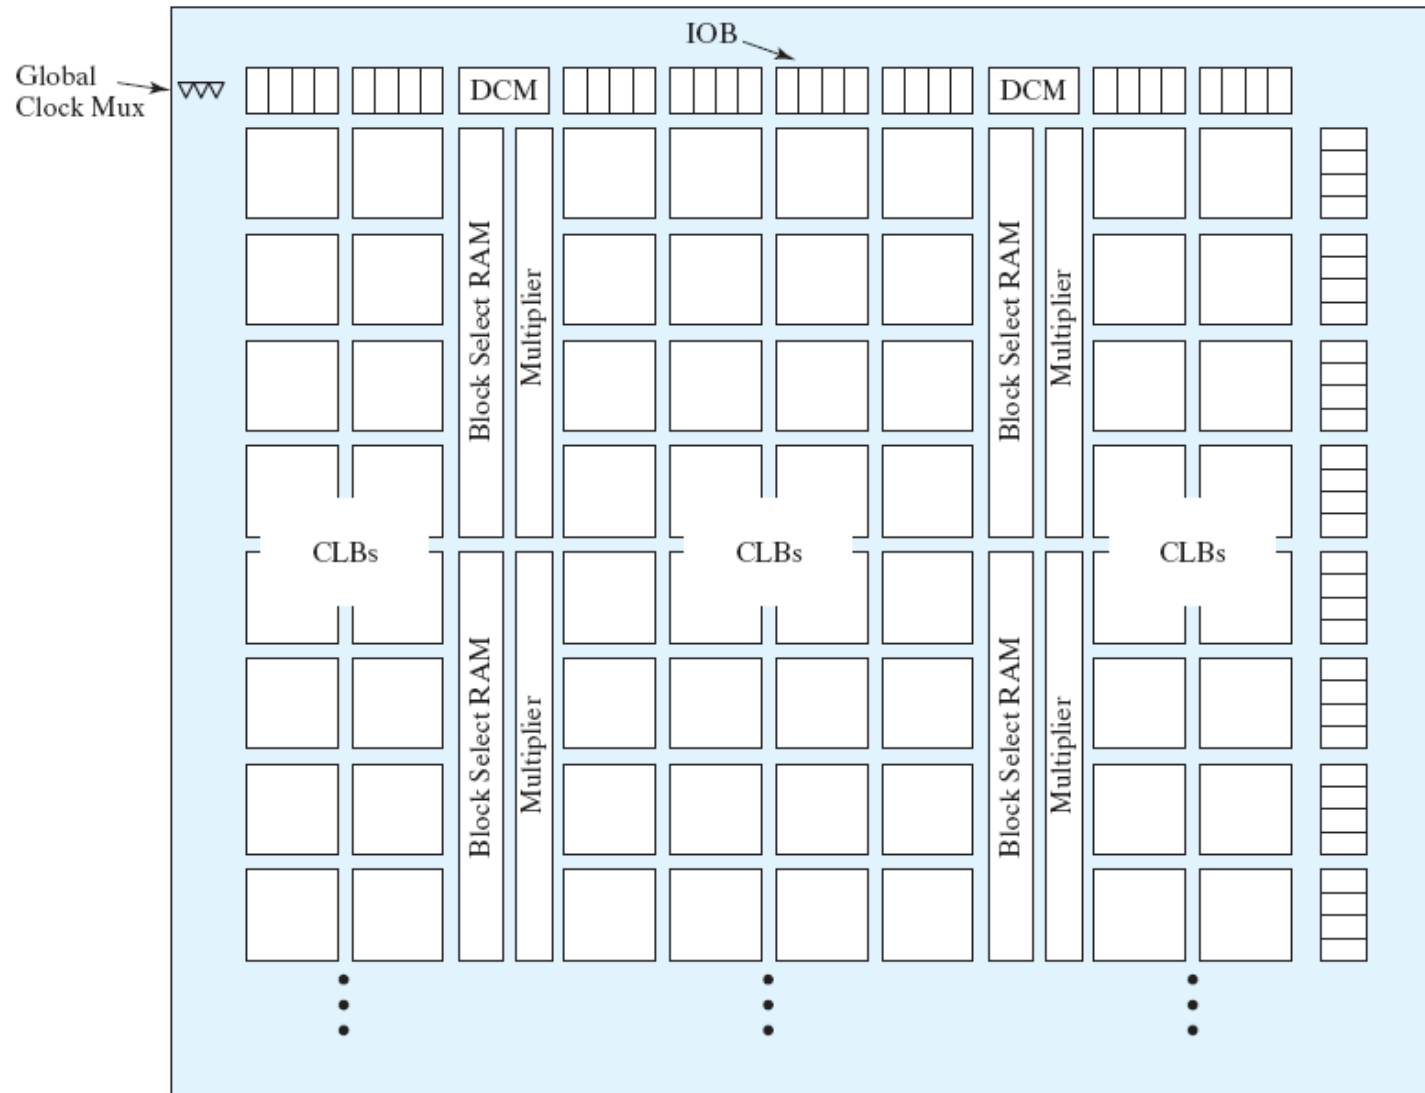 IOB
Global
Clock Mux
DCM
DCM
Block Select RAM
Multiplier
Block Select RAM
Multiplier
CLBs
CLBs
CLBs
Block Select RAM
Multiplier
Block Select RAM
Multiplier